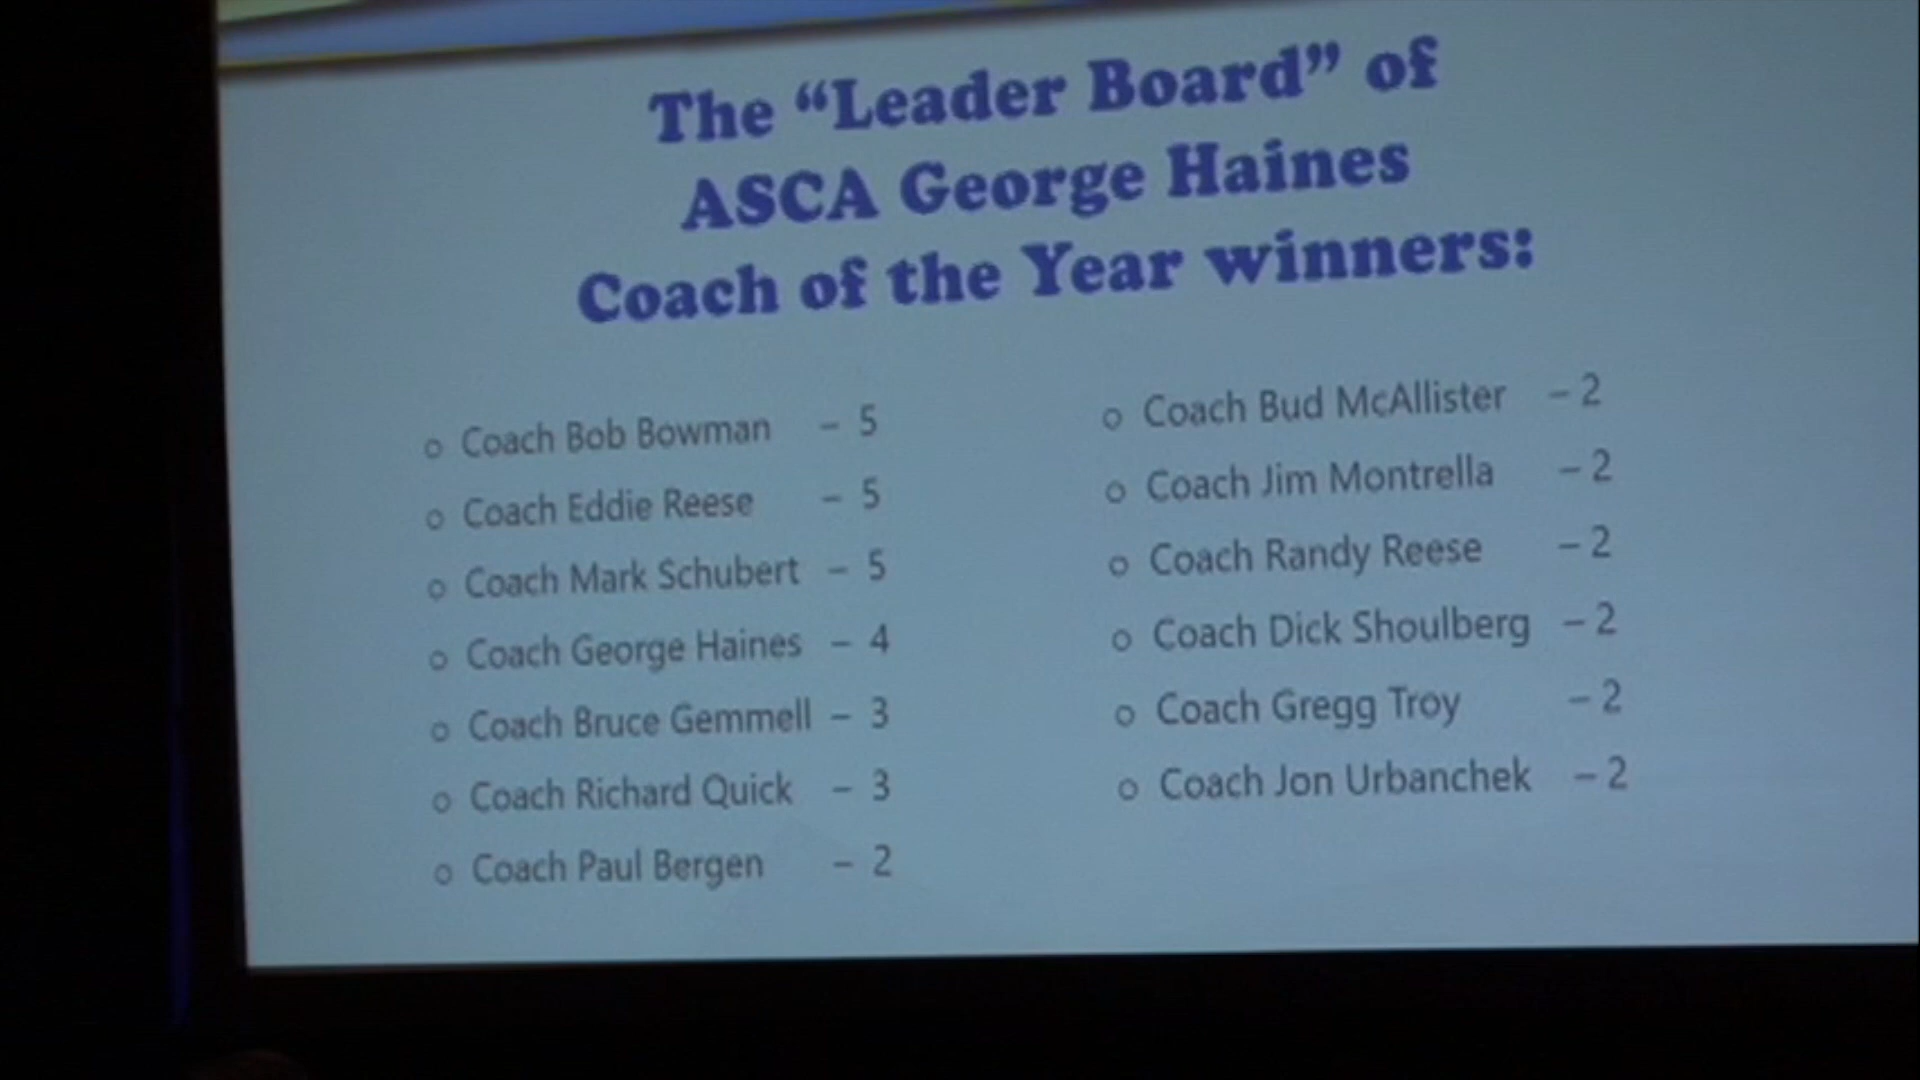 The “Leader Board” of
ASCA George Haines
Coach of the Year winners:
o Coach Bob Bowman – 5
o Coach Eddie Reese – 5
o Coach Mark Schubert – 5
o Coach George Haines – 4
o Coach Bruce Gemmell – 3
o Coach Richard Quick – 3
o Coach Paul Bergen – 2
o Coach Bud McAllister – 2
o Coach Jim Montrella – 2
o Coach Randy Reese – 2
o Coach Dick Shoulberg – 2
o Coach Gregg Troy – 2
o Coach Jon Urbanchek – 2